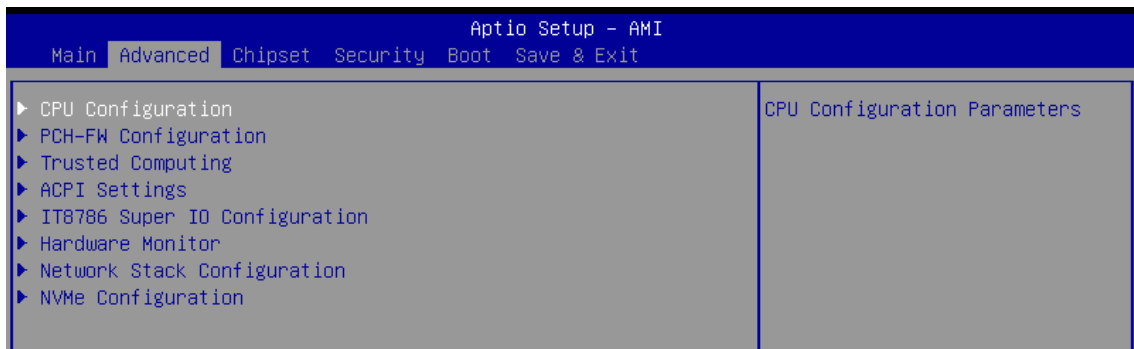 Aptio Setup – AMI
Main Advanced Chipset Security Boot Save & Exit
CPU Configuration
PCH-FW Configuration
Trusted Computing
ACPI Settings
IT8786 Super IO Configuration
Hardware Monitor
Network Stack Configuration
NVMe Configuration
CPU Configuration Parameters